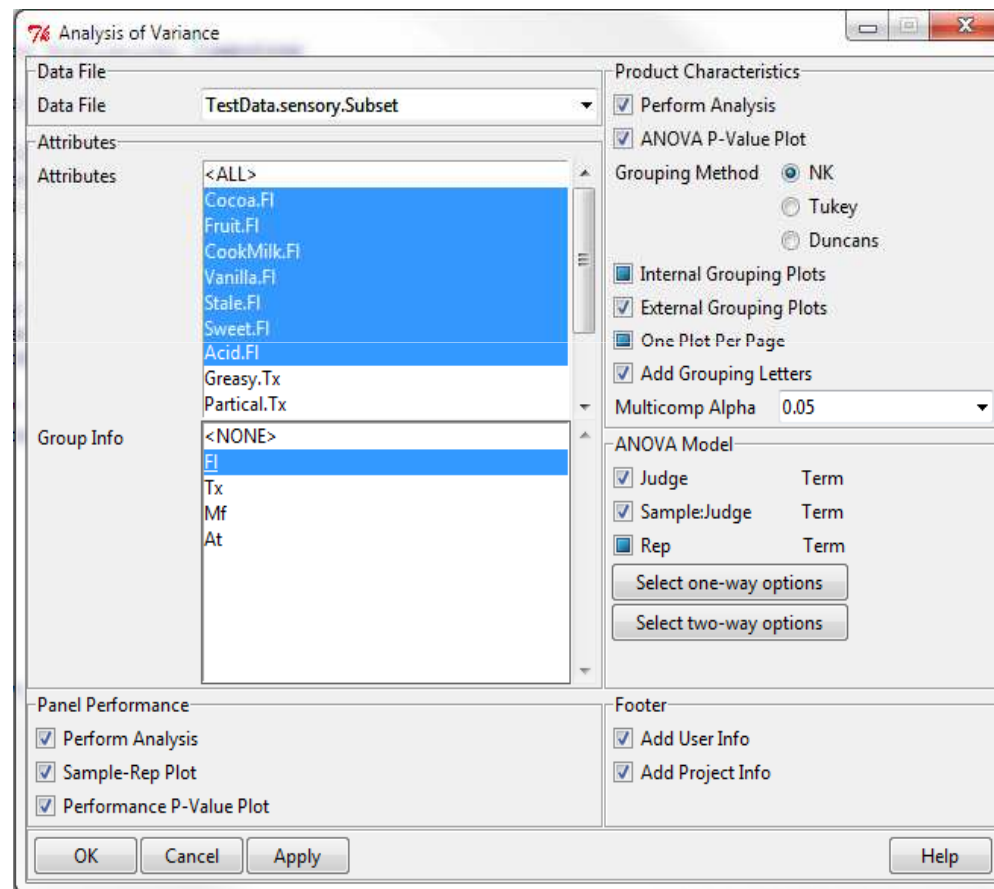 Analysis of Variance
Data File
Data File TestData.sensory.Subset
Attributes
Attributes
<ALL>
Cocoa.Fl
Fruit.Fl
CookMilk.Fl
Vanilla.Fl
Stale.Fl
Sweet.Fl
Acid.Fl
Greasy.Tx
Partical.Tx
Group Info
<NONE>
Fl
Tx
Mf
At
Panel Performance
Perform Analysis
Sample-Rep Plot
Performance P-Value Plot
Product Characteristics
Perform Analysis
ANOVA P-Value Plot
Grouping Method NK
Tukey
Duncans
Internal Grouping Plots
External Grouping Plots
One Plot Per Page
Add Grouping Letters
Multicomp Alpha 0.05
ANOVA Model
Judge Term
Sample:Judge Term
Rep Term
Select one-way options
Select two-way options
Footer
Add User Info
Add Project Info
OK Cancel Apply Help